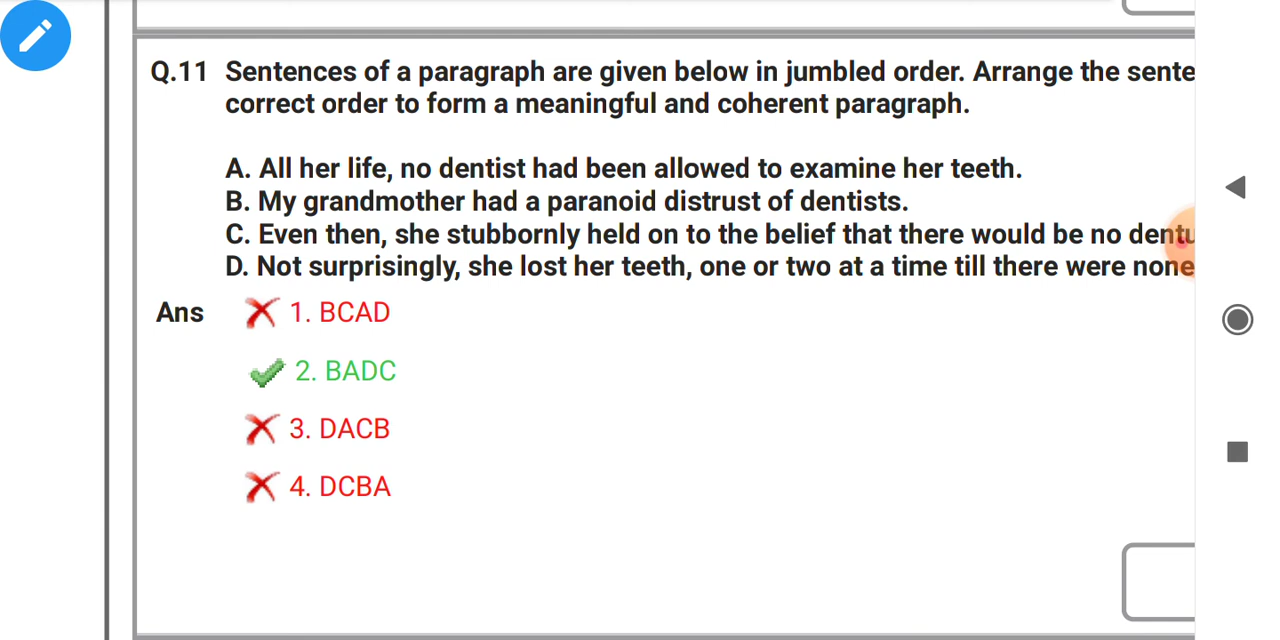 Q.11 Sentences of a paragraph are given below in jumbled order. Arrange the
correct order to form a meaningful and coherent paragraph.
A. All her life, no dentist had been allowed to examine her teeth.
B. My grandmother had a paranoid distrust of dentists.
C. Even then, she stubbornly held on to the belief that there would be no
D. Not surprisingly, she lost her teeth, one or two at a time till there were none
Ans 1. BCAD
2. BADC
3. DACB
4. DCBA